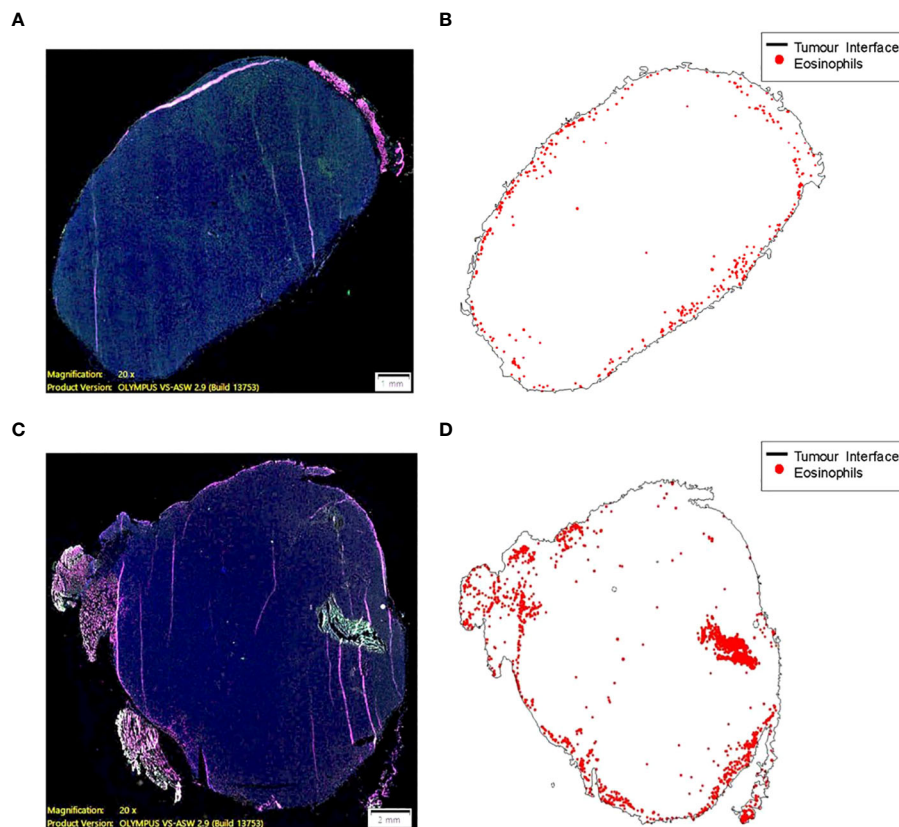 A
B
Tumour Interface
Eosinophils
Magnification: 20 x
Product Version: OLYMPUS VS-ASW 2.9 (Build 13753)
1 mm
C
D
Tumour Interface
Eosinophils
Magnification: 20 x
Product Version: OLYMPUS VS-ASW 2.9 (Build 13753)
2 mm